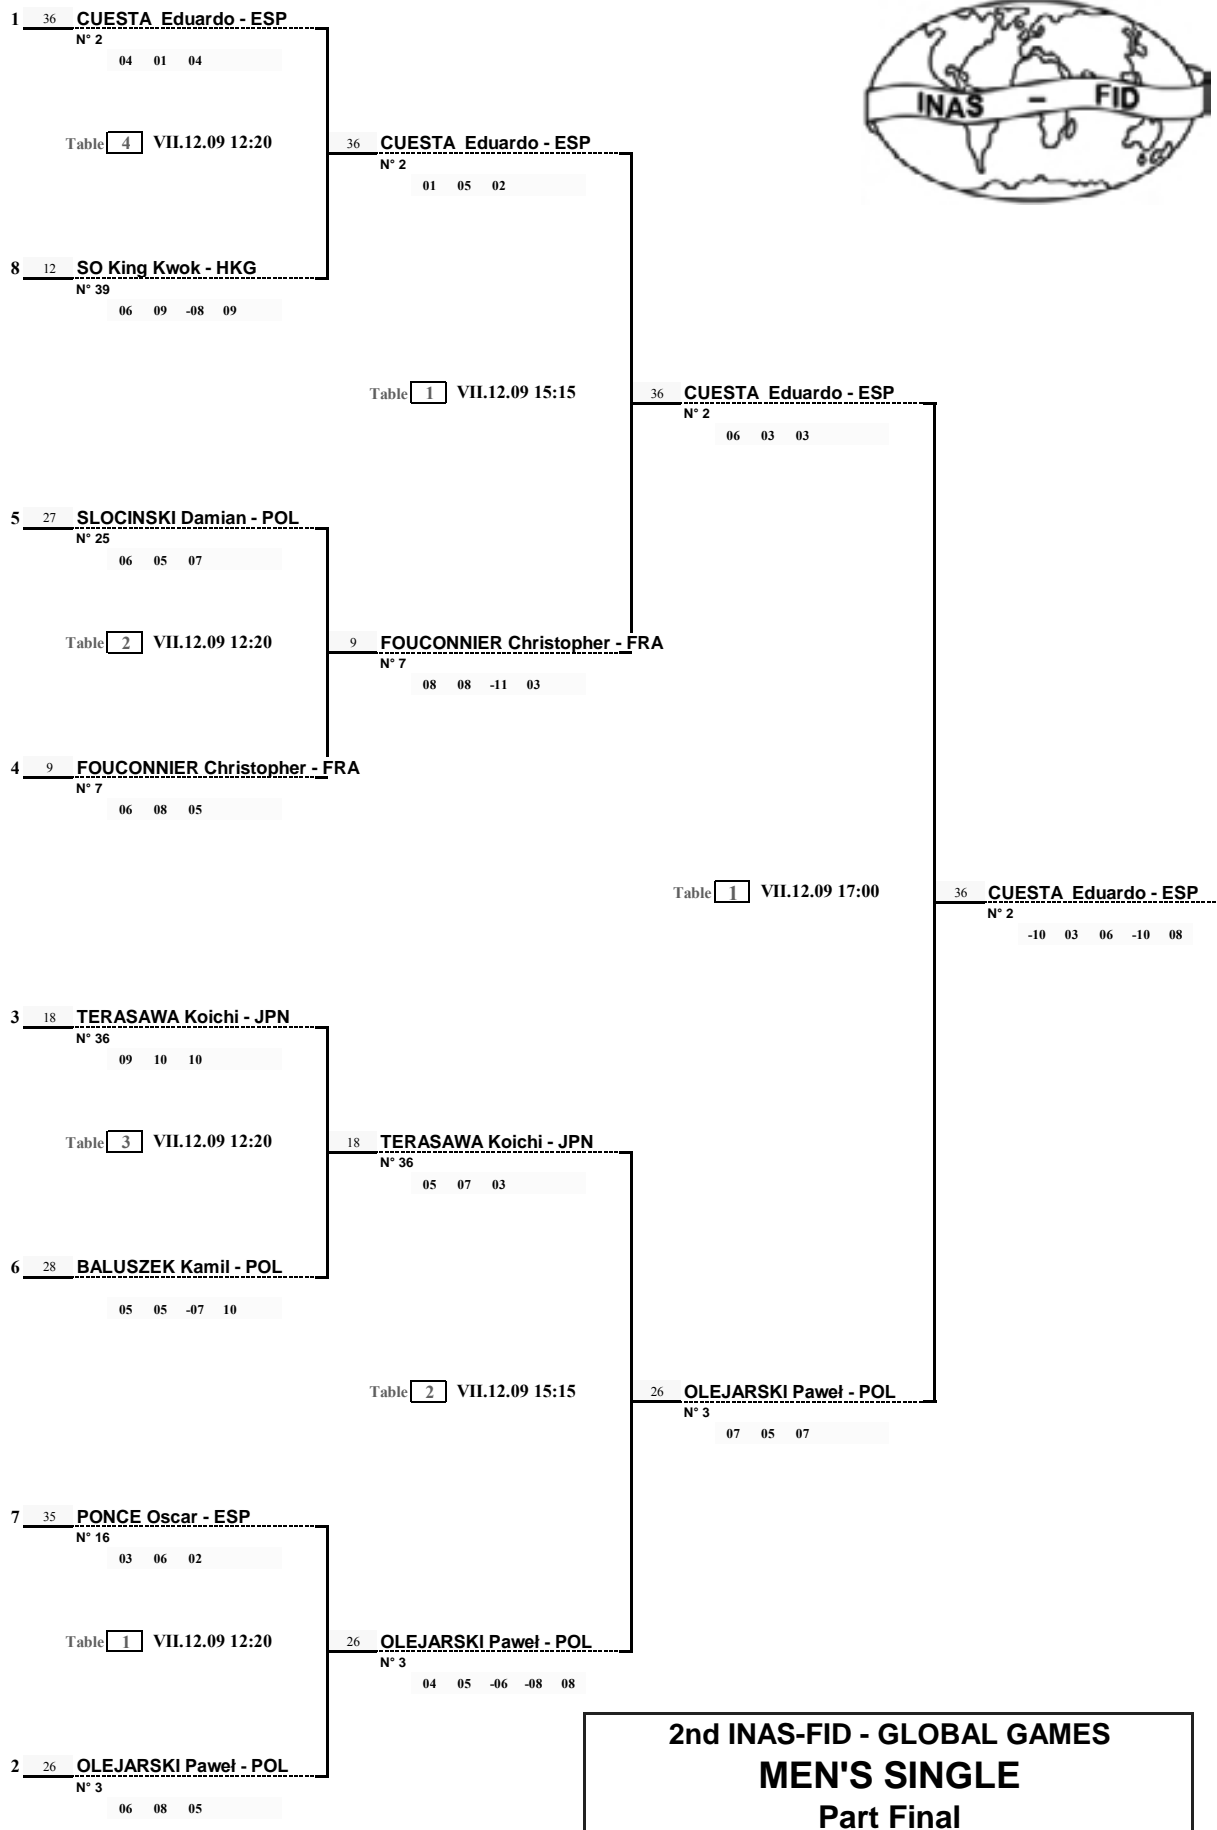 1 36 CUESTA Eduardo - ESP
N° 2
04 01 04
INAS - FID
Table 4 VII.12.09 12:20
36 CUESTA Eduardo - ESP
N° 2
01 05 02
8 12 SO King Kwok - HKG
N° 39
06 09 -08 09
Table 1 VII.12.09 15:15
36 CUESTA Eduardo - ESP
N° 2
06 03 03
5 27 SLOCINSKI Damian - POL
N° 25
06 05 07
Table 2 VII.12.09 12:20
9 FOUCONNIER Christopher - FRA
N° 7
08 08 -11 03
4 9 FOUCONNIER Christopher - FRA
N° 7
06 08 05
Table 1 VII.12.09 17:00
36 CUESTA Eduardo - ESP
N° 2
-10 03 06 -10 08
3 18 TERASAWA Koichi - JPN
N° 36
09 10 10
Table 3 VII.12.09 12:20
18 TERASAWA Koichi - JPN
N° 36
05 07 03
6 28 BALUSZEK Kamil - POL
05 05 -07 10
Table 2 VII.12.09 15:15
26 OLEJARSKI Paweł - POL
N° 3
07 05 07
7 35 PONCE Oscar - ESP
N° 16
03 06 02
Table 1 VII.12.09 12:20
26 OLEJARSKI Paweł - POL
N° 3
04 05 -06 -08 08
2 26 OLEJARSKI Paweł - POL
N° 3
06 08 05
2nd INAS-FID - GLOBAL GAMES
MEN'S SINGLE
Part Final